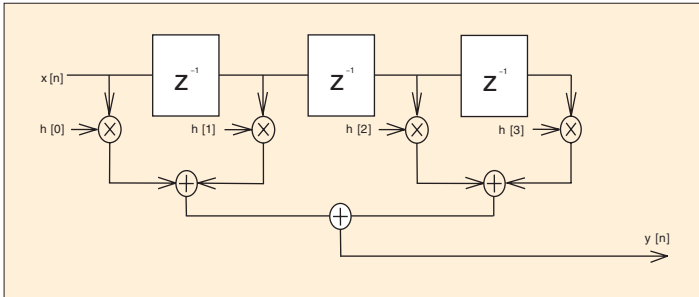 z⁻¹ z⁻¹ z⁻¹
x [n]
h [0] × h [1] × h [2] × h [3] ×
+ +
+
y [n]